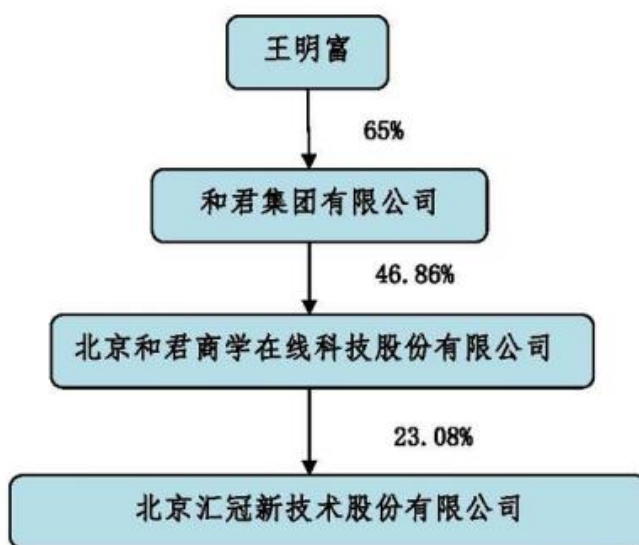 王明富
65%
和君集团有限公司
46.86%
北京和君商学在线科技股份有限公司
23.08%
北京汇冠新技术股份有限公司